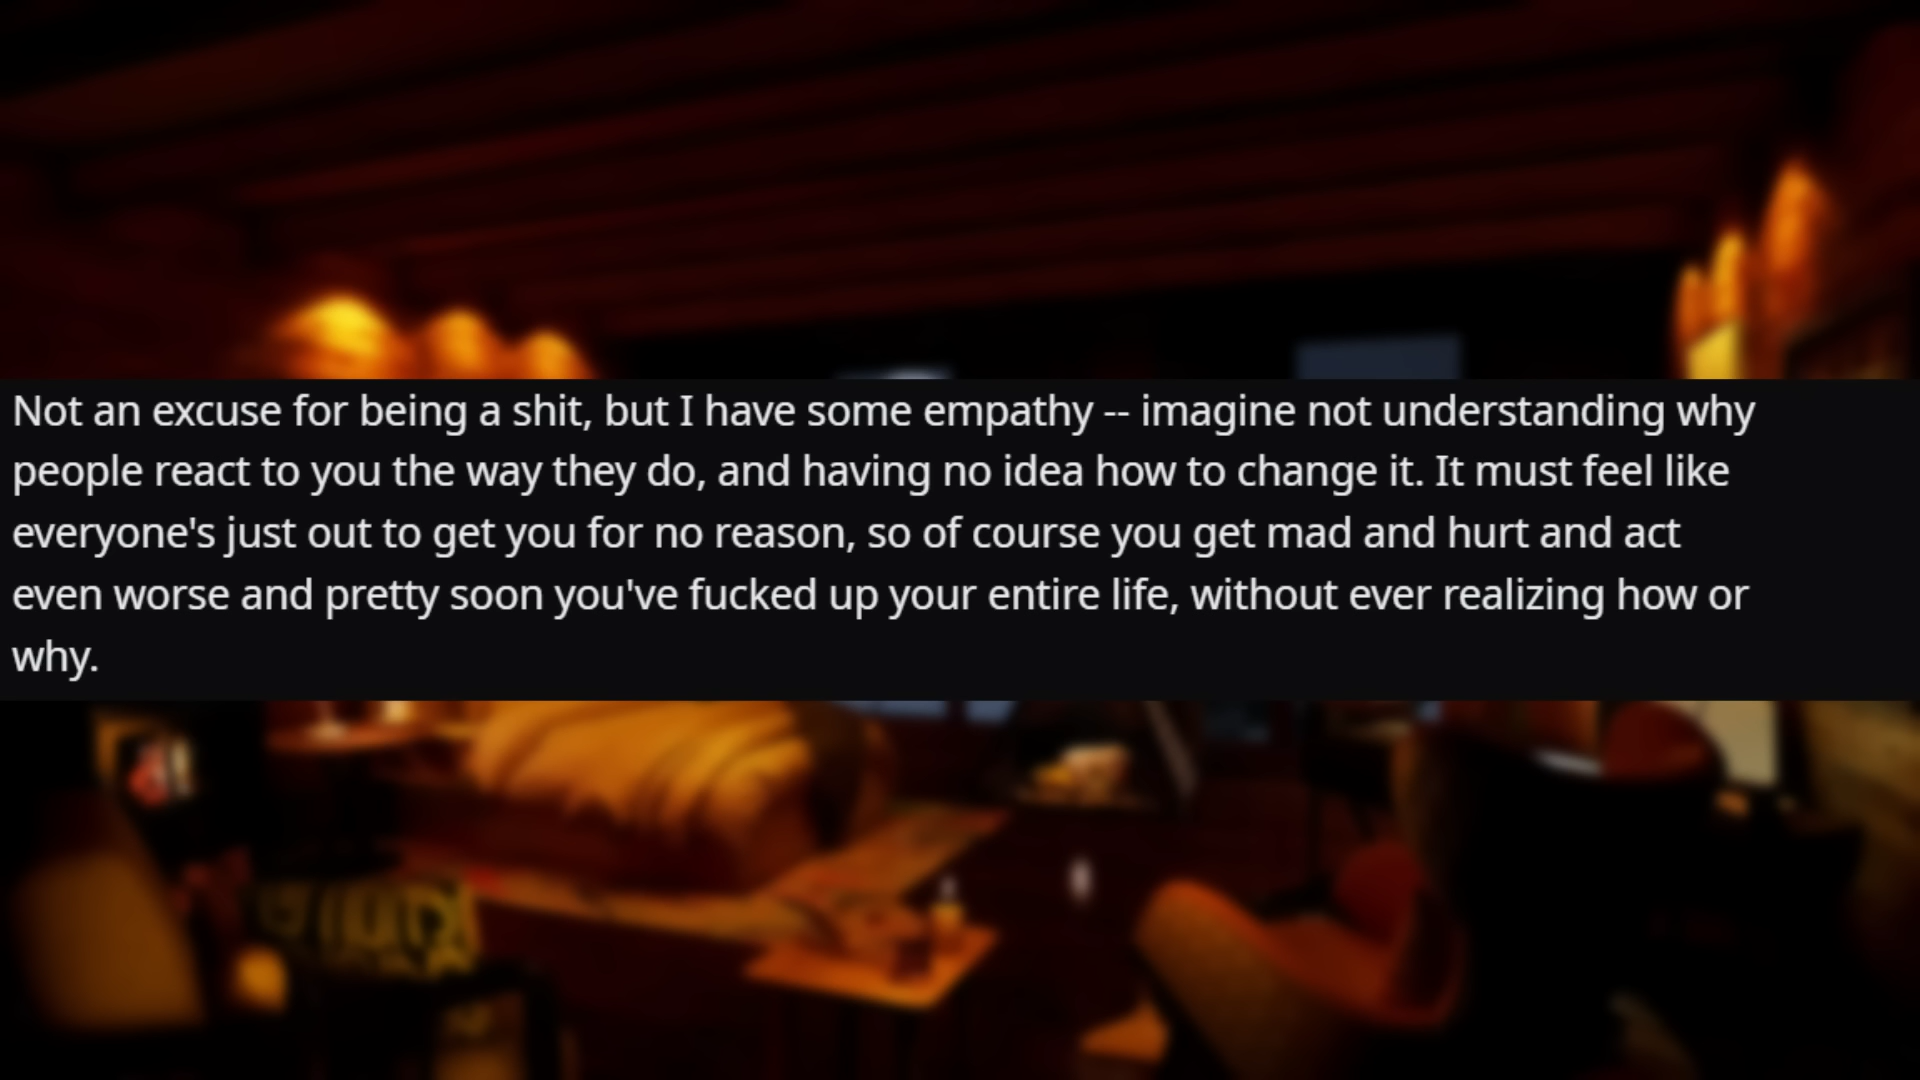 Not an excuse for being a shit, but I have some empathy -- imagine not understanding why
people react to you the way they do, and having no idea how to change it. It must feel like
everyone's just out to get you for no reason, so of course you get mad and hurt and act
even worse and pretty soon you've fucked up your entire life, without ever realizing how or
why.